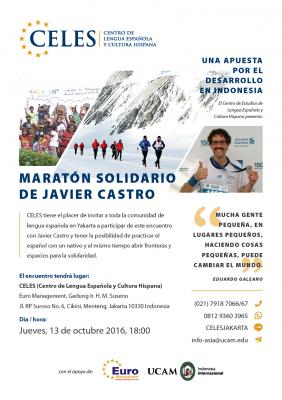 CELES
CENTRO DE
LENGUA ESPAÑOLA
Y CULTURA HISPANA
UNA APUESTA
POR EL
DESARROLLO
EN INDONESIA
El Centro de Estudios de
Lengua Española y
Cultura Hispana presenta:
MARATÓN SOLIDARIO
DE JAVIER CASTRO
CELES tiene el placer de invitar a toda la comunidad de
lengua española en Yakarta a participar de este encuentro
con Javier Castro y tener la posibilidad de practicar el
español con un nativo y al mismo tiempo abrir fronteras y
espacios para la solidaridad.
El encuentro tendrá lugar:
CELES (Centro de Lengua Española y Cultura Hispana)
Euro Management, Gedung Ir. H. M. Suseno
Jl. RP Suroso No. 6, Cikini, Menteng, Jakarta 10330 Indonesia
Día / hora:
Jueves, 13 de octubre 2016, 18:00
“ MUCHA GENTE
PEQUEÑA, EN
LUGARES PEQUEÑOS,
HACIENDO COSAS
PEQUEÑAS, PUEDE
CAMBIAR EL MUNDO. ”
EDUARDO GALEANO
(021) 7918 7066/67
0812 9360 3965
CELESJAKARTA
info-asia@ucam.edu
con el apoyo de:
Euro
Management
UCAM
Indonesia
Internacional